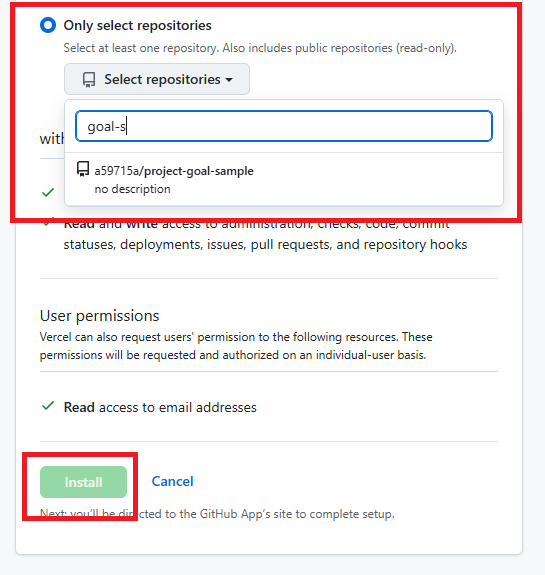 Only select repositories
Select at least one repository. Also includes public repositories (read-only).
Select repositories
goal-s
with
a59715a/project-goal-sample
no description
Read and write access to administration, checks, code, commit
statuses, deployments, issues, pull requests, and repository hooks
User permissions
Vercel can also request users' permission to the following resources. These
permissions will be requested and authorized on an individual-user basis.
Read access to email addresses
Install Cancel
Next: you'll be directed to the GitHub App's site to complete setup.